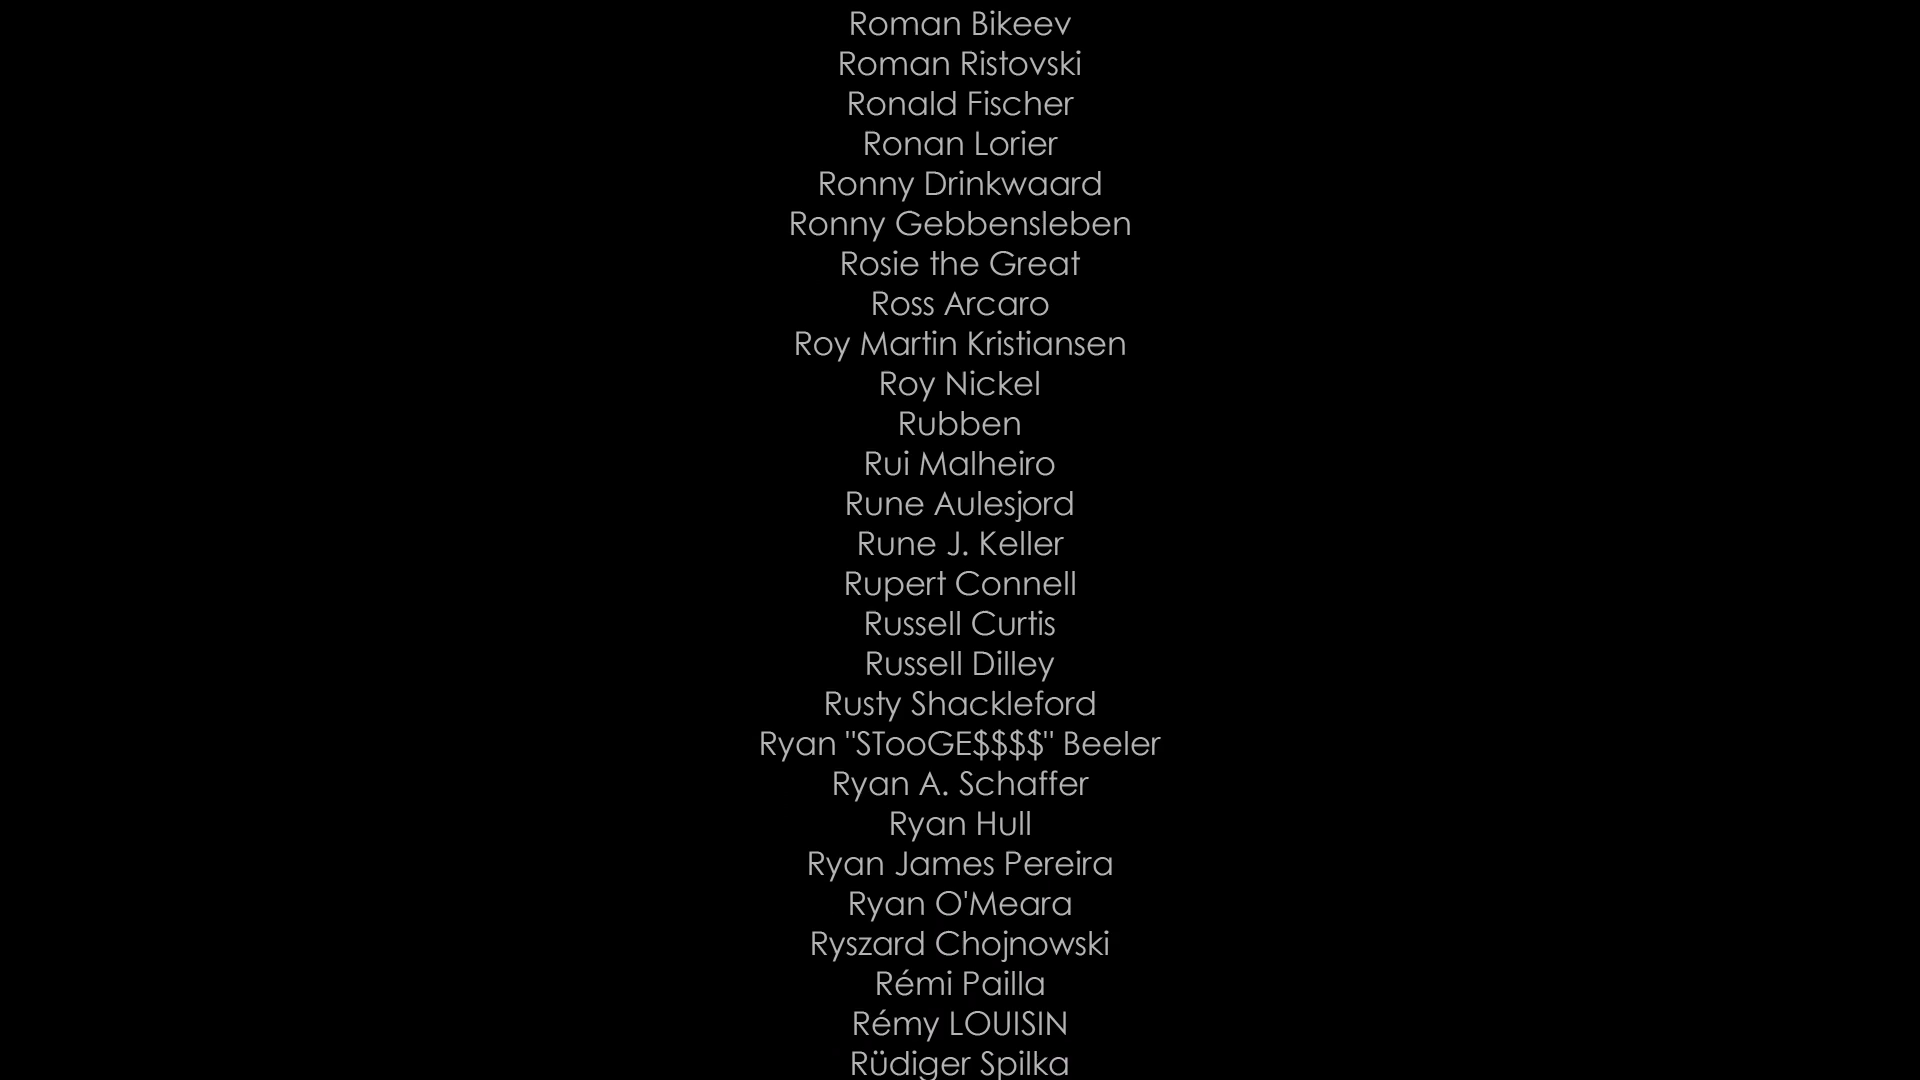 Roman Bikeev
Roman Ristovski
Ronald Fischer
Ronan Lorier
Ronny Drinkwaard
Ronny Gebbensleben
Rosie the Great
Ross Arcaro
Roy Martin Kristiansen
Roy Nickel
Rubben
Rui Malheiro
Rune Aulesjord
Rune J. Keller
Rupert Connell
Russell Curtis
Russell Dilley
Rusty Shackleford
Ryan "STooGE$$$$" Beeler
Ryan A. Schaffer
Ryan Hull
Ryan James Pereira
Ryan O'Meara
Ryszard Chojnowski
Rémi Pailla
Rémy LOUISIN
Rüdiger Spilka